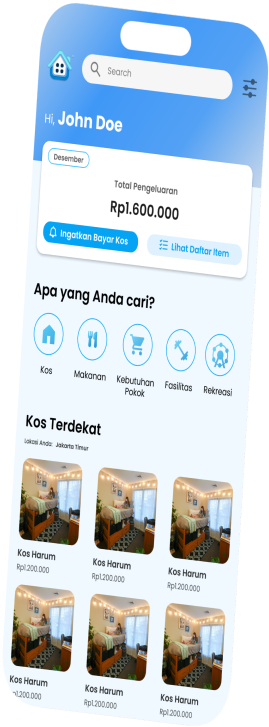 Search
Hi, John Doe
Desember
Total Pengeluaran
Rp1.600.000
Ingatkan Bayar Kos
Lihat Daftar Item
Apa yang Anda cari?
Kos
Makanan
Kebutuhan
Pokok
Fasilitas
Rekreasi
Kos Terdekat
Lokasi Anda: Jakarta Timur
Kos Harum
Rp1.200.000
Kos Harum
Rp1.200.000
Kos Harum
Rp1.200.000
Kos Harum
Rp1.200.000
Kos Harum
Rp1.200.000
Kos Harum
Rp1.200.000